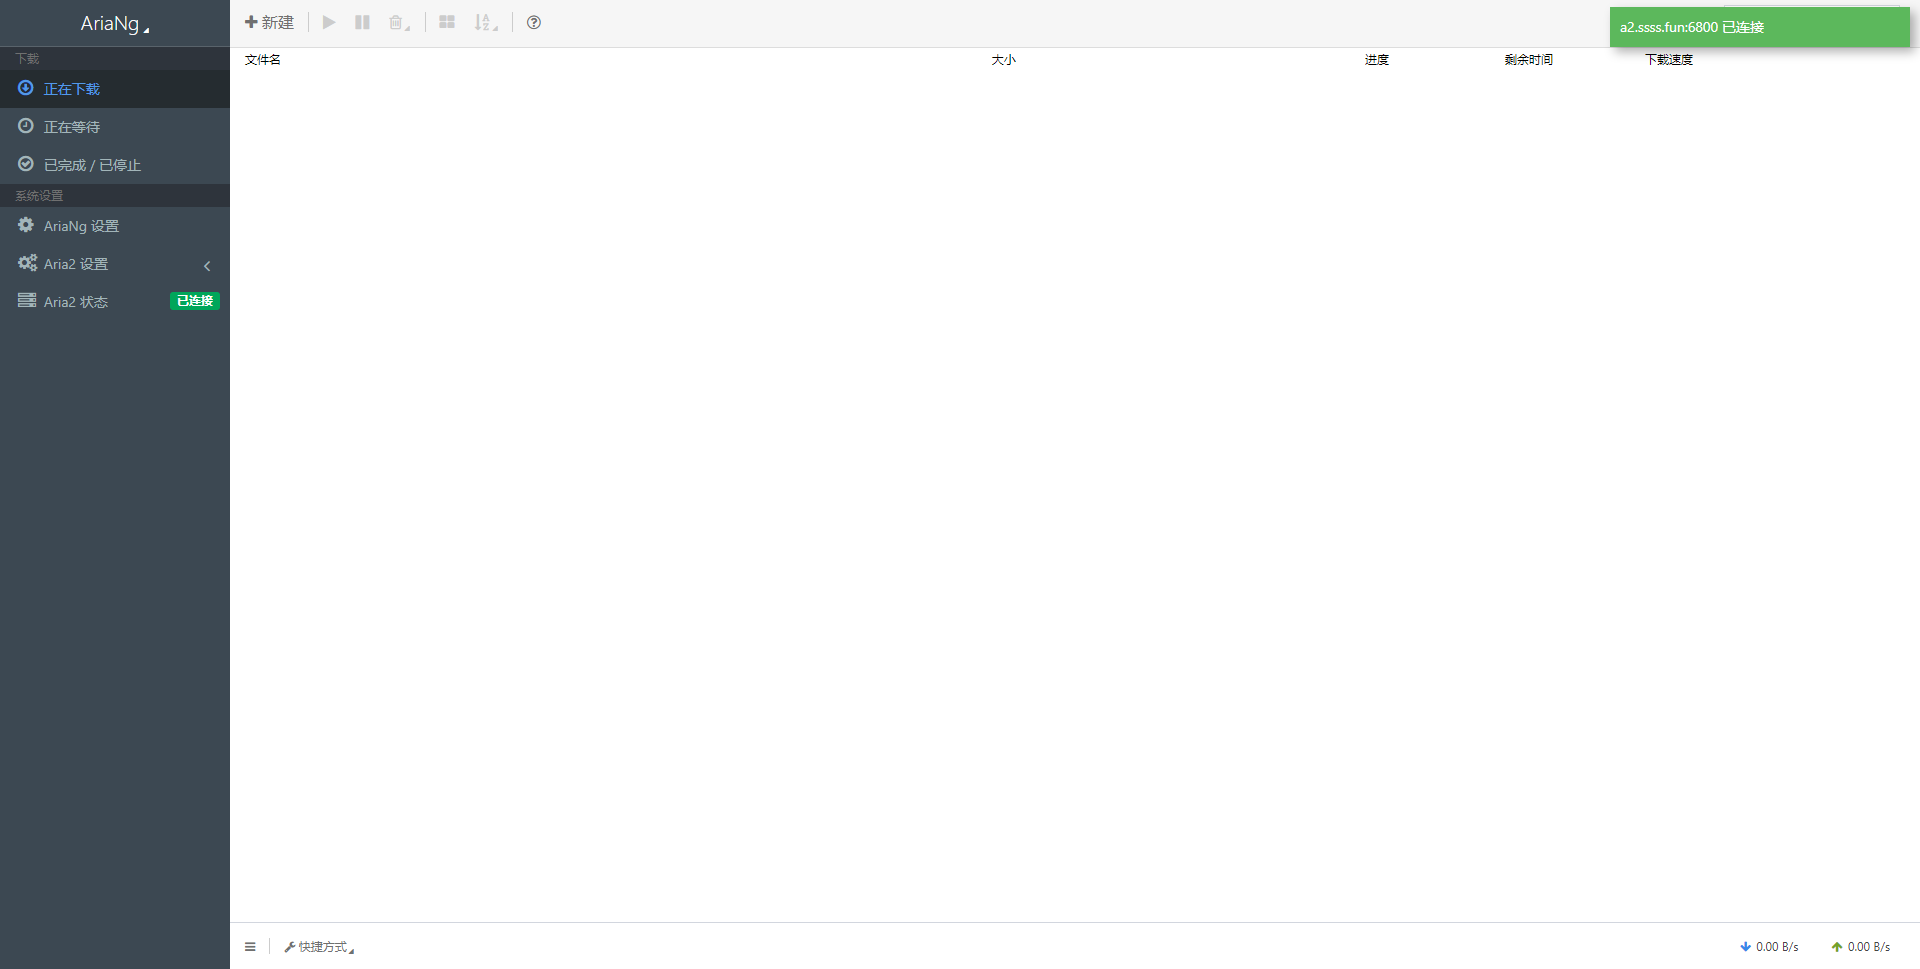 AriaNg
下载
正在下载
正在等待
已完成 / 已停止
系统设置
AriaNg 设置
Aria2 设置
Aria2 状态 已连接
新建
a2.ssss.fun:6800 已连接
文件名 大小 进度 剩余时间 下载速度
快捷方式 0.00 B/s 0.00 B/s